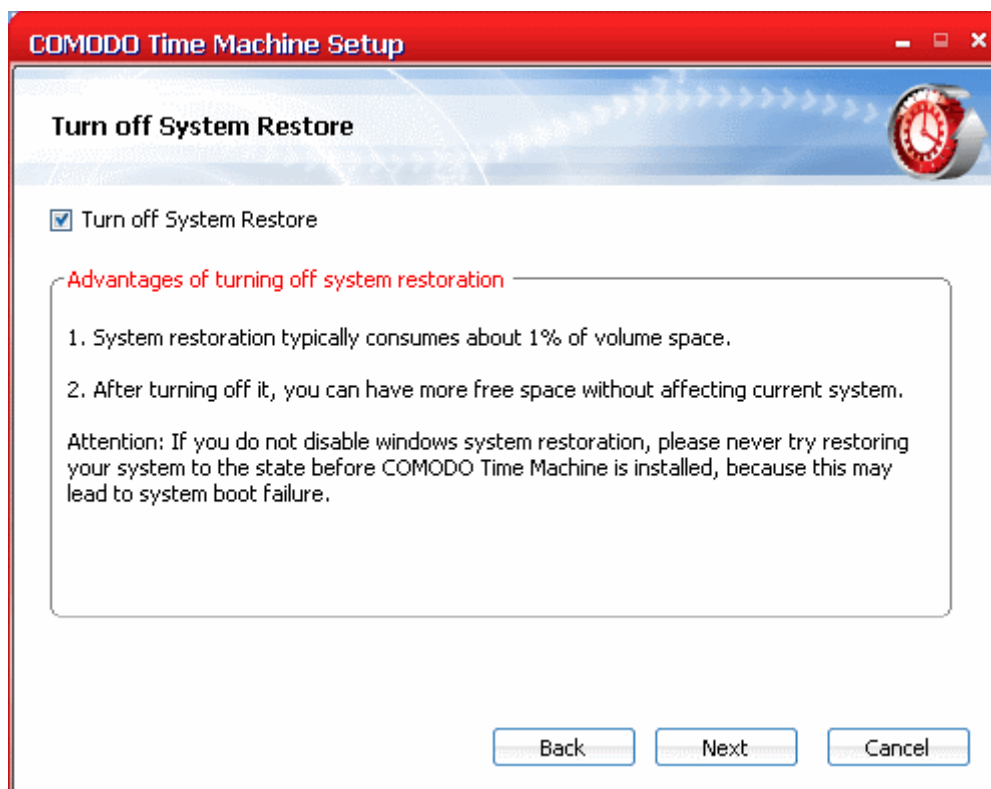 COMODO Time Machine Setup
Turn off System Restore
Turn off System Restore
Advantages of turning off system restoration
1. System restoration typically consumes about 1% of volume space.
2. After turning off it, you can have more free space without affecting current system.
Attention: If you do not disable windows system restoration, please never try restoring
your system to the state before COMODO Time Machine is installed, because this may
lead to system boot failure.
Back Next Cancel